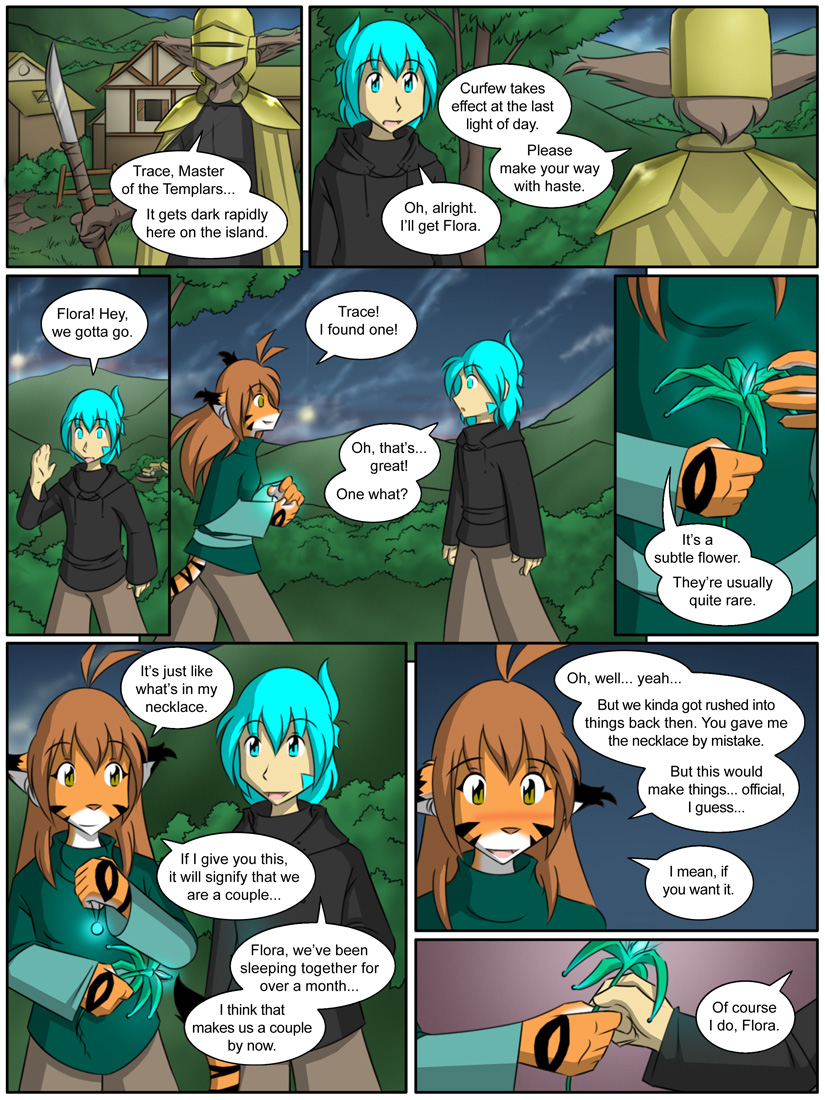 Trace, Master
of the Templars...
It gets dark rapidly
here on the island.
Curfew takes
effect at the last
light of day.
Please
make your way
with haste.
Oh, alright.
I'll get Flora.
Flora! Hey,
we gotta go.
Trace!
I found one!
Oh, that's...
great!
One what?
It's a
subtle flower.
They're usually
quite rare.
It's just like
what's in my
necklace.
If I give you this,
it will signify that we
are a couple...
Flora, we've been
sleeping together for
over a month...
I think that
makes us a couple
by now.
Oh, well... yeah...
But we kinda got rushed into
things back then. You gave me
the necklace by mistake.
But this would
make things... official,
I guess...
I mean, if
you want it.
Of course
I do, Flora.